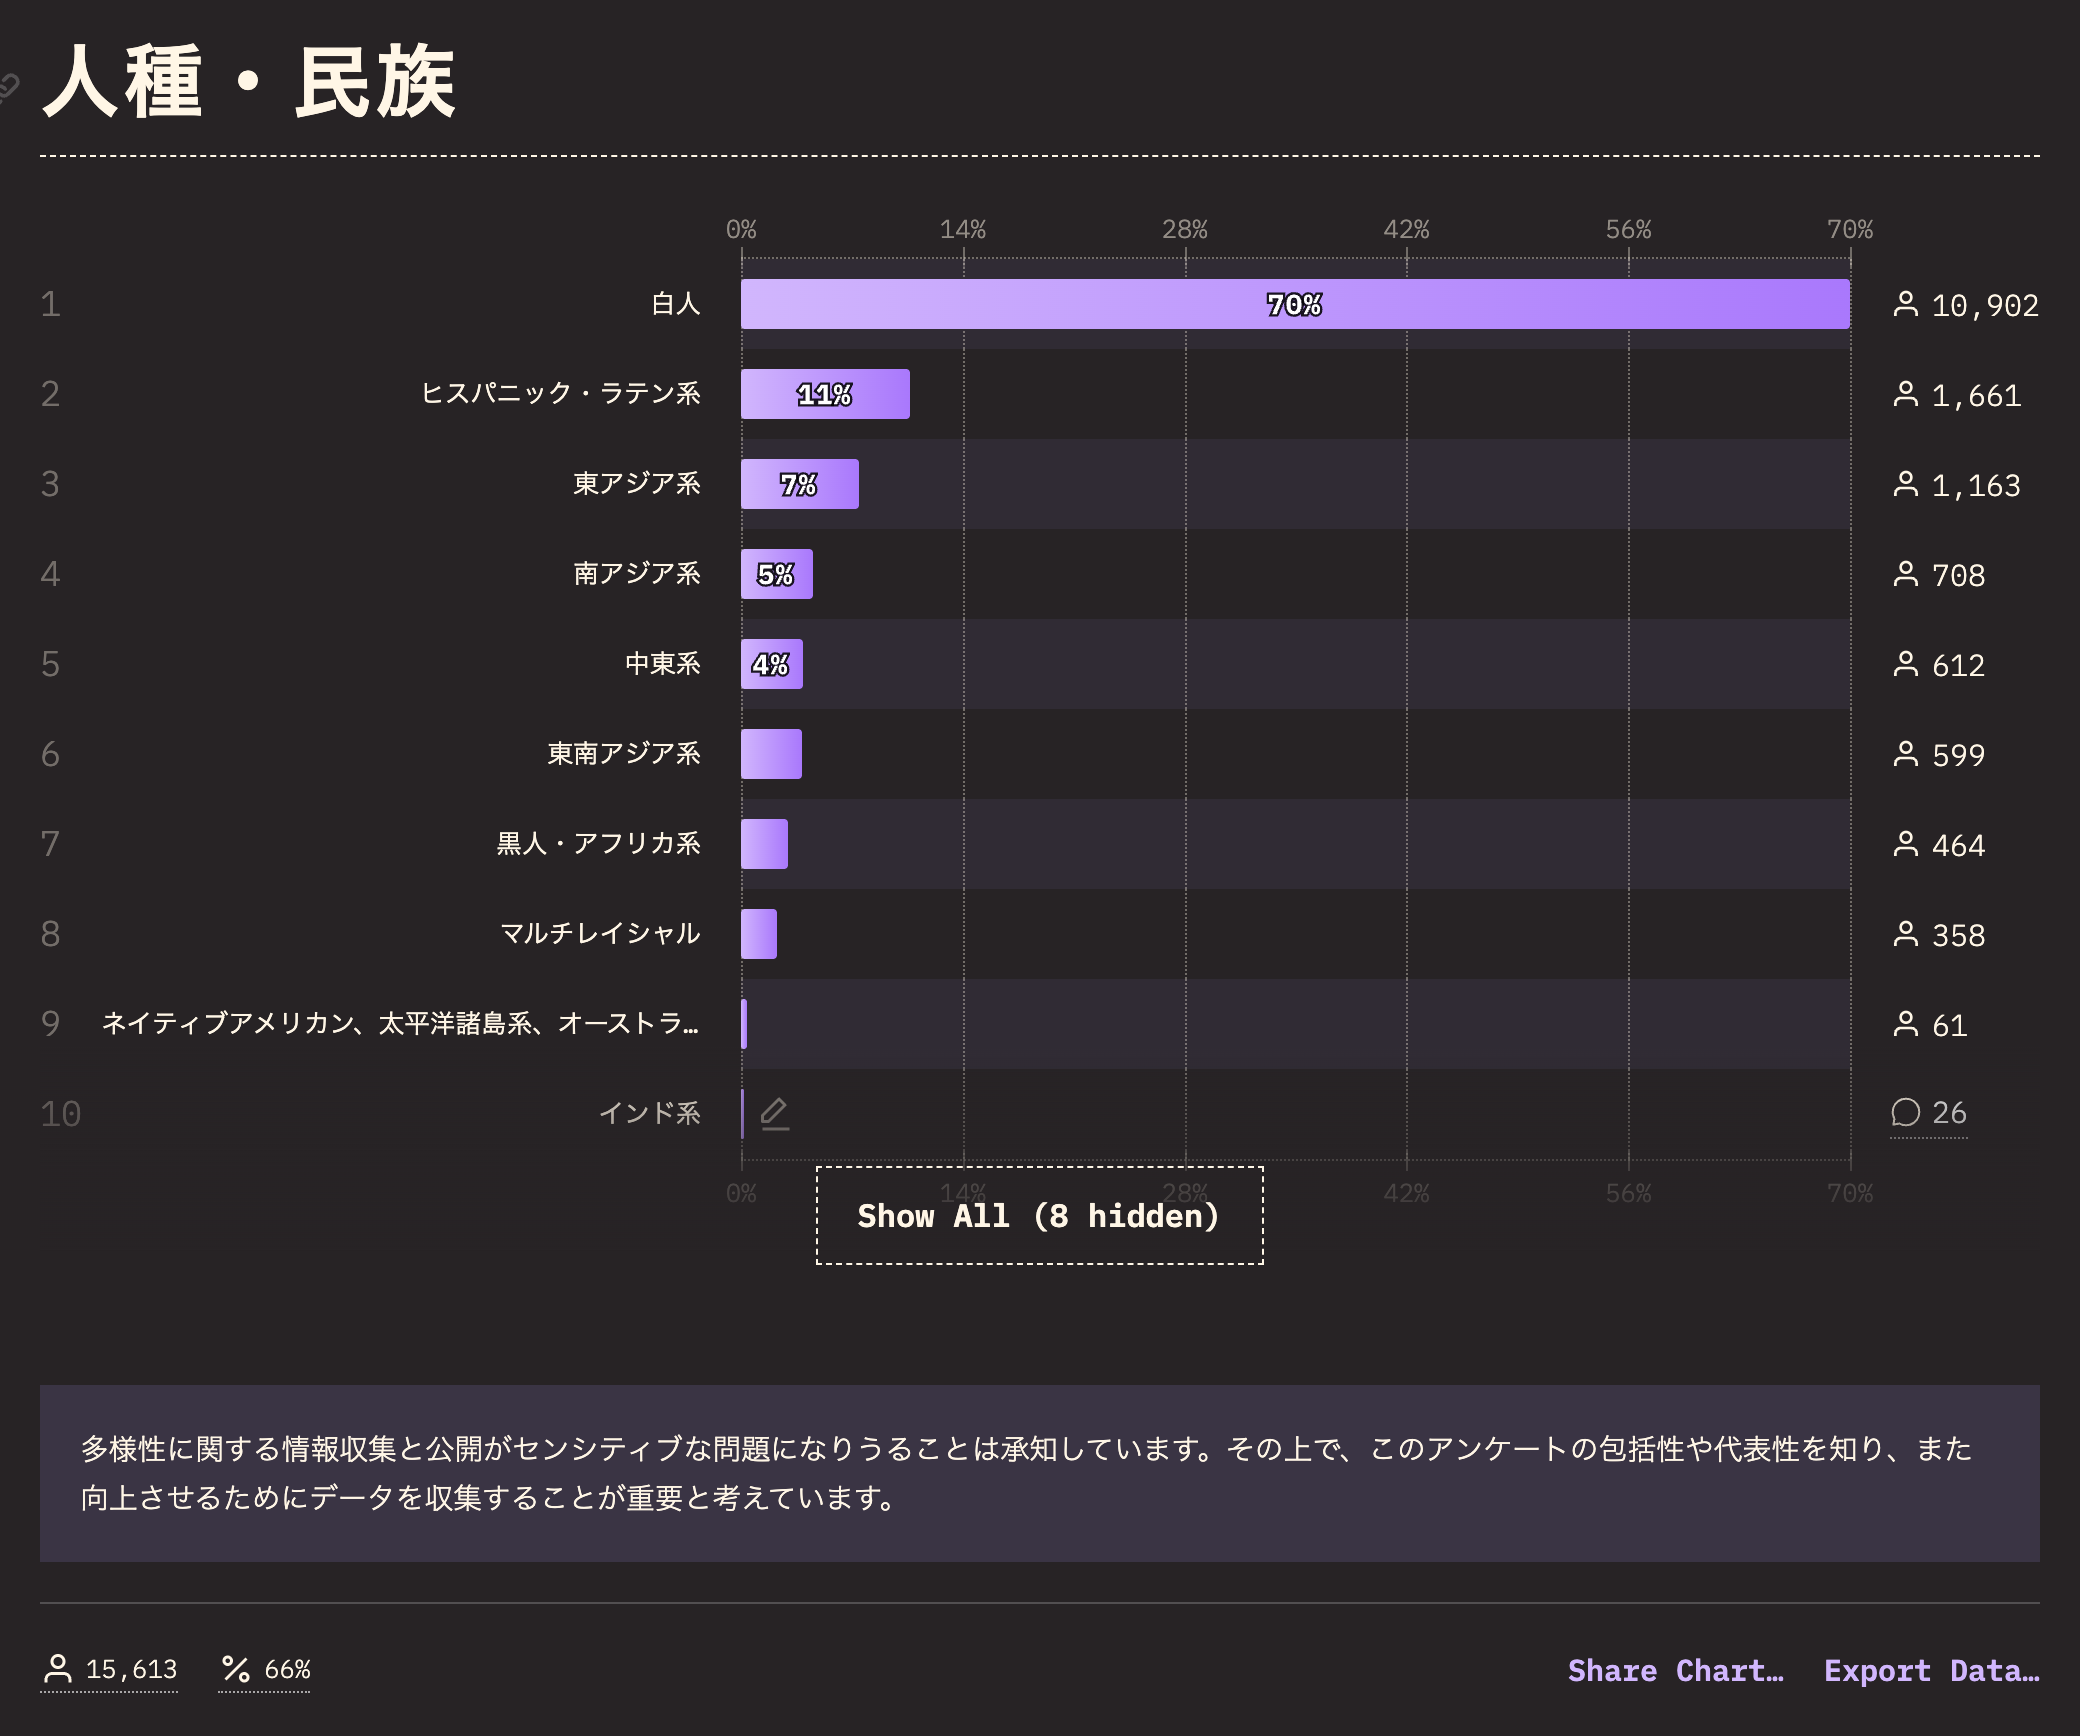 人種・民族
0% 14% 28% 42% 56% 70%
1 白人 70% 10,902
2 ヒスパニック・ラテン系 11% 1,661
3 東アジア系 7% 1,163
4 南アジア系 5% 708
5 中東系 4% 612
6 東南アジア系 599
7 黒人・アフリカ系 464
8 マルチレイシャル 358
9 ネイティブアメリカン、太平洋諸島系、オーストラ… 61
10 インド系 26
0% 14% 28% 42% 56% 70%
Show All (8 hidden)
多様性に関する情報収集と公開がセンシティブな問題になりうることは承知しています。その上で、このアンケートの包括性や代表性を知り、また
向上させるためにデータを収集することが重要と考えています。
15,613 % 66% Share Chart… Export Data…